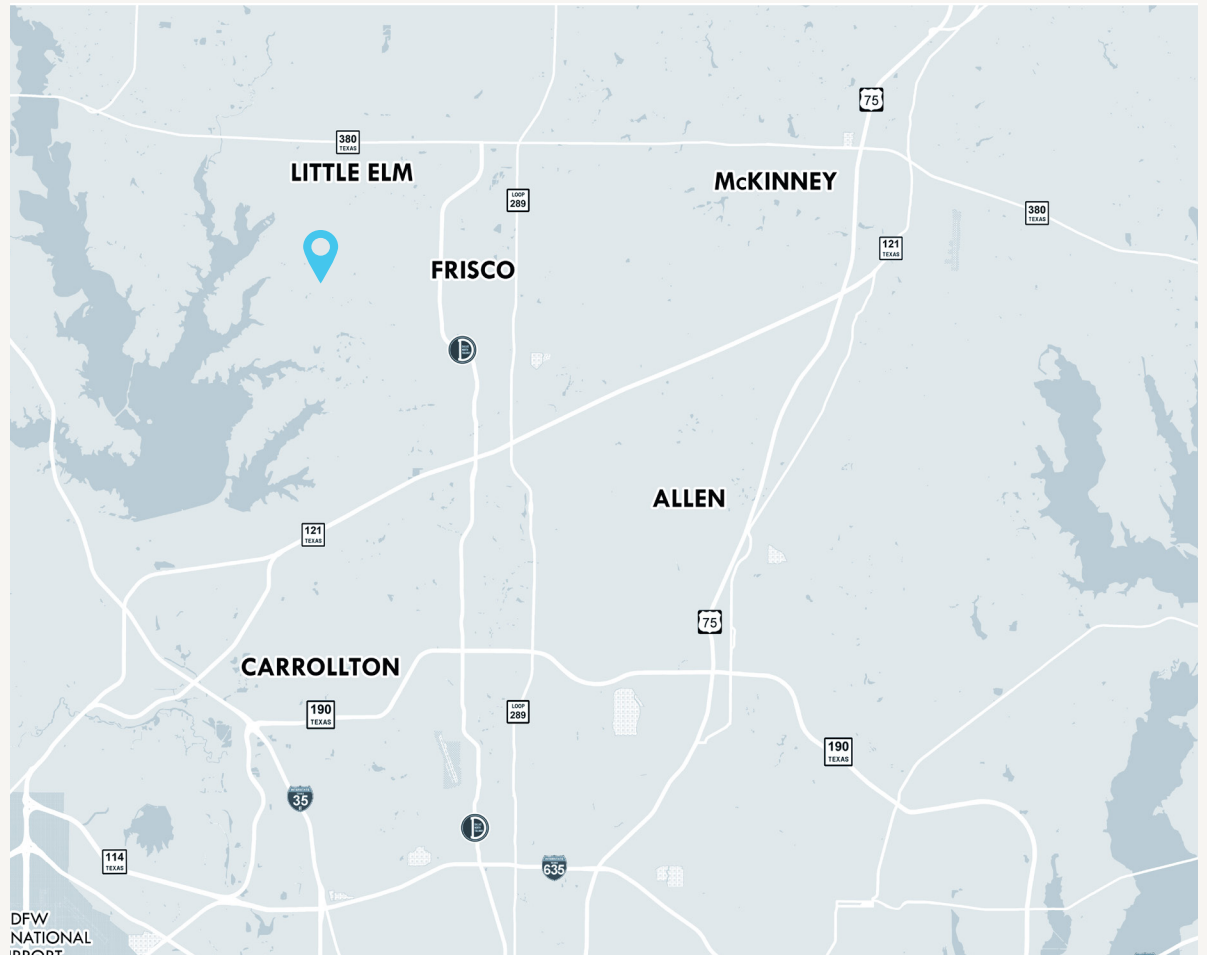 75
380
TEXAS
LITTLE ELM
McKINNEY
LOOP
289
380
TEXAS
121
TEXAS
FRISCO
D
ALLEN
121
TEXAS
75
CARROLLTON
190
TEXAS
LOOP
289
190
TEXAS
35
E
D
114
TEXAS
635
DFW
NATIONAL